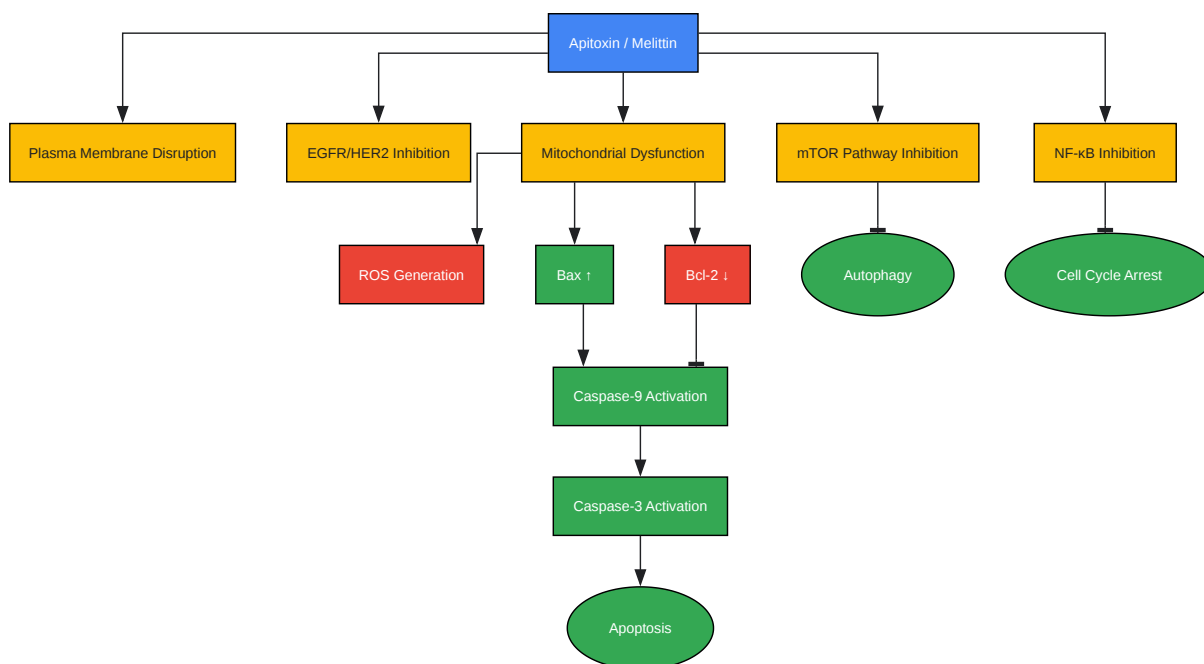 Apitoxin / Melittin
Plasma Membrane Disruption
EGFR/HER2 Inhibition
Mitochondrial Dysfunction
mTOR Pathway Inhibition
NF-κB Inhibition
ROS Generation
Bax ↑
Bcl-2 ↓
Autophagy
Cell Cycle Arrest
Caspase-9 Activation
Caspase-3 Activation
Apoptosis